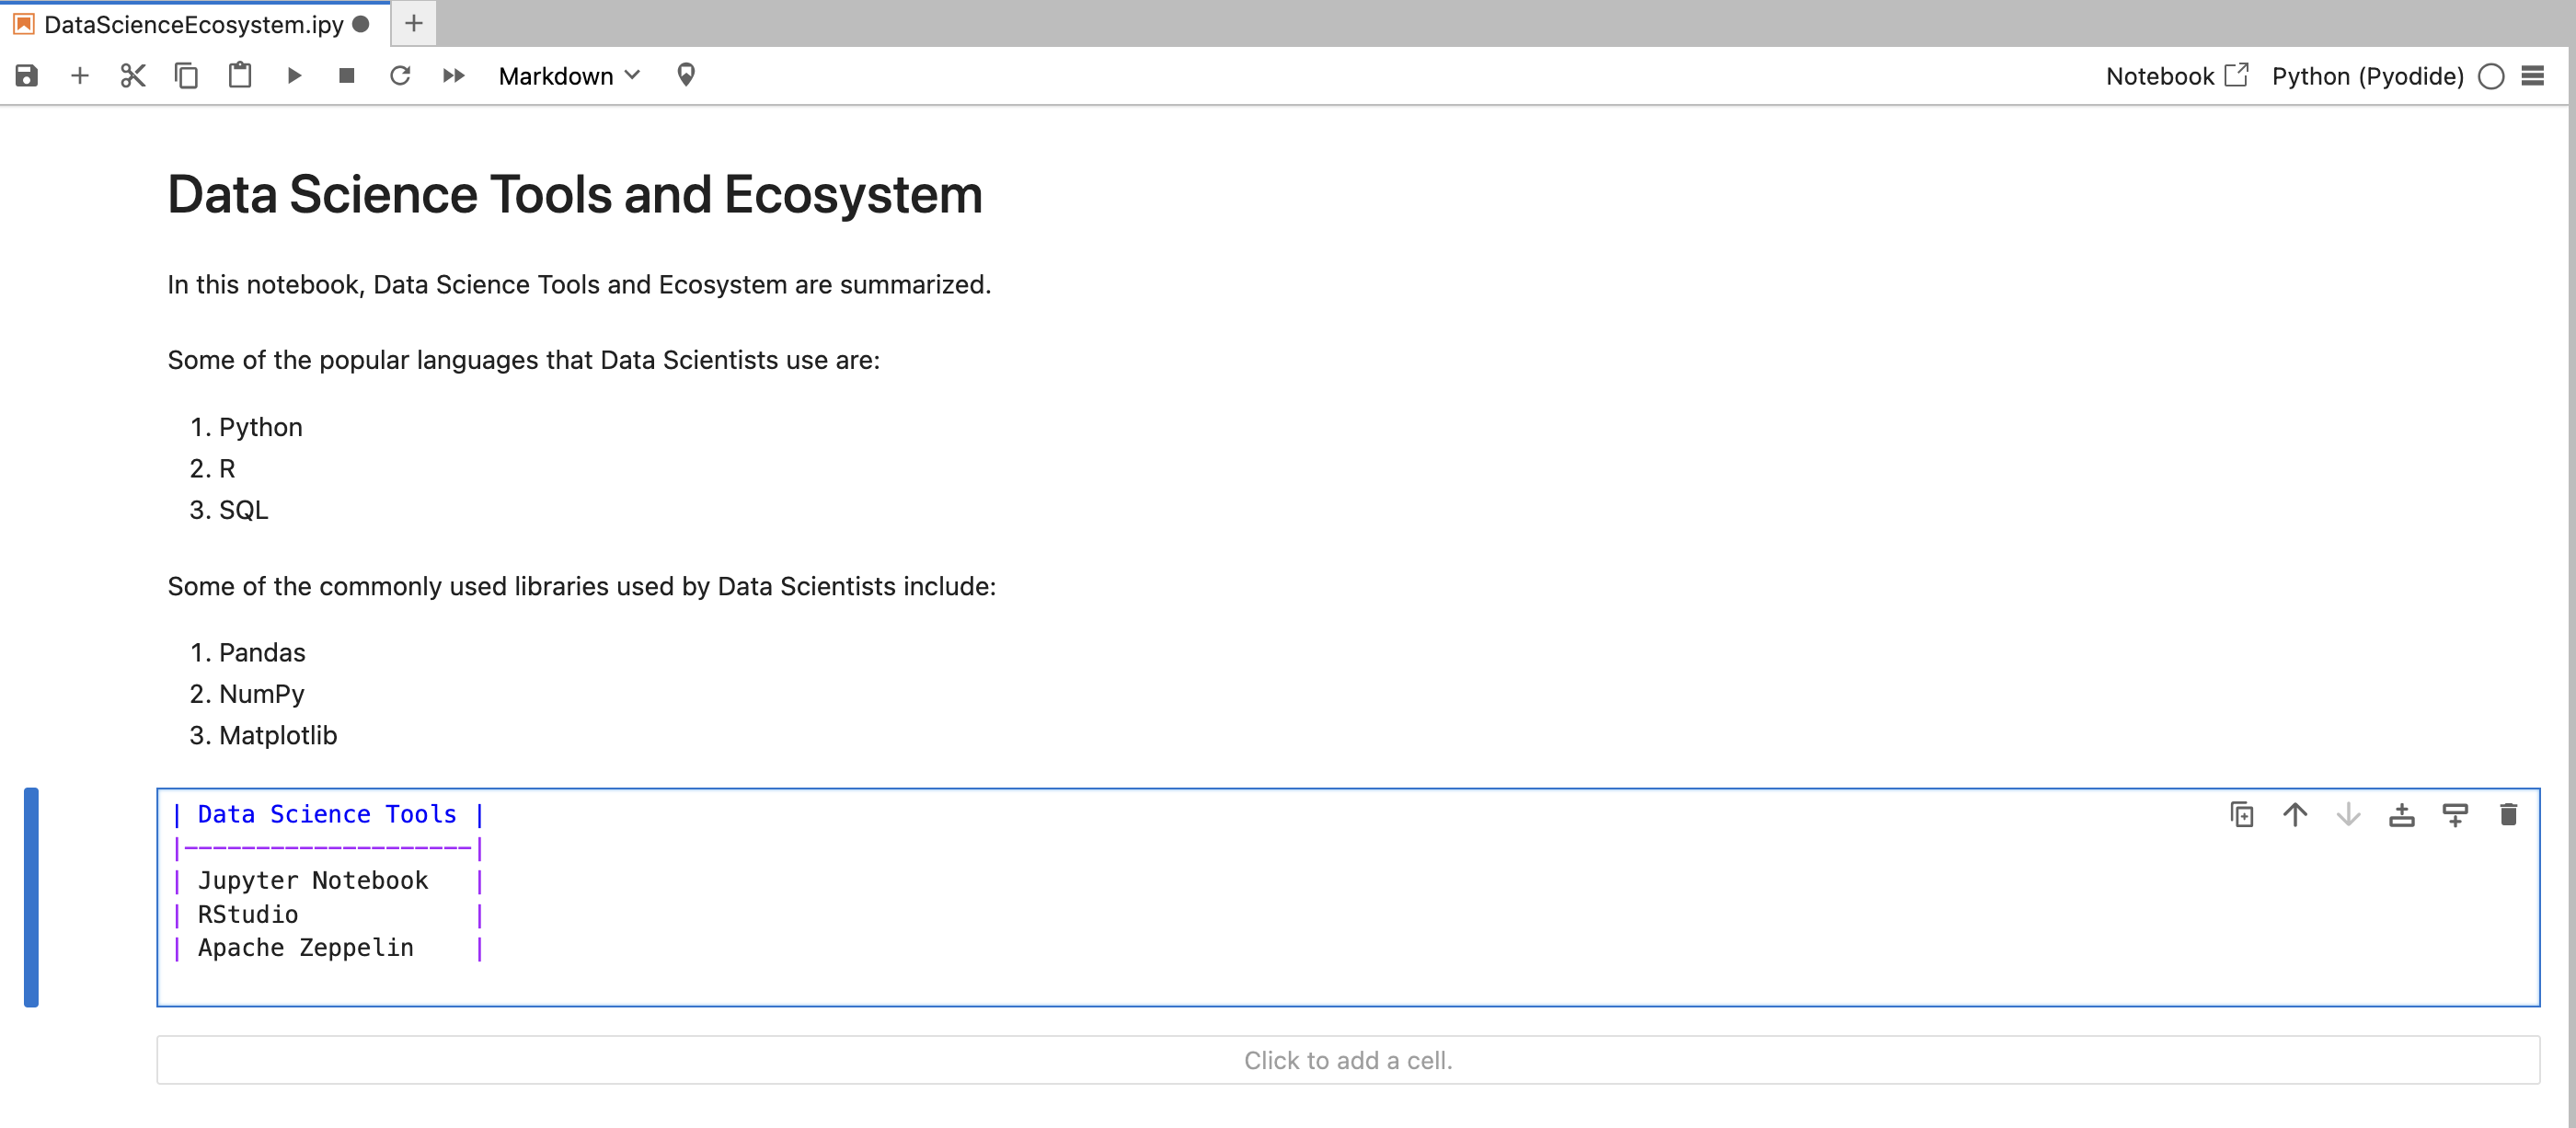 DataScienceEcosystem.ipy
Markdown
Notebook
Python (Pyodide)
Data Science Tools and Ecosystem
In this notebook, Data Science Tools and Ecosystem are summarized.
Some of the popular languages that Data Scientists use are:
1. Python
2. R
3. SQL
Some of the commonly used libraries used by Data Scientists include:
1. Pandas
2. NumPy
3. Matplotlib
| Data Science Tools |
|--------------------|
| Jupyter Notebook   |
| RStudio            |
| Apache Zeppelin    |
Click to add a cell.